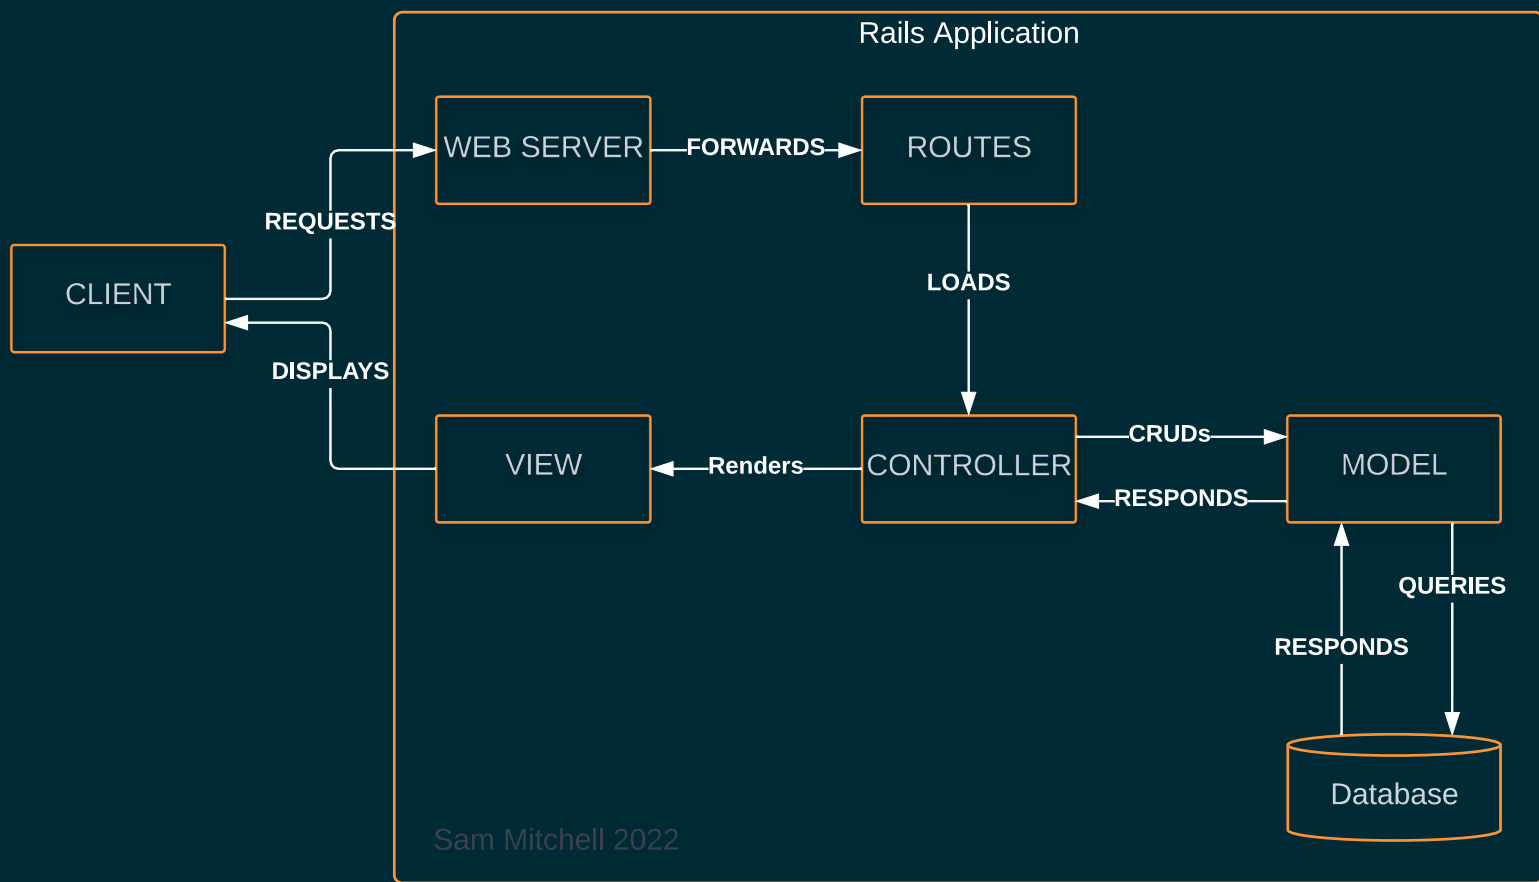 Rails Application
WEB SERVER
FORWARDS
ROUTES
REQUESTS
CLIENT
LOADS
DISPLAYS
VIEW
Renders
CONTROLLER
CRUDs
RESPONDS
MODEL
QUERIES
RESPONDS
Database
Sam Mitchell 2022